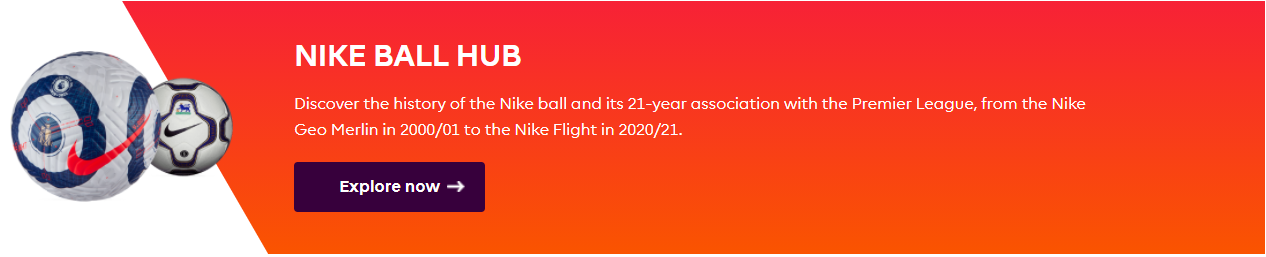 NIKE BALL HUB
Discover the history of the Nike ball and its 21-year association with the Premier League, from the Nike
Geo Merlin in 2000/01 to the Nike Flight in 2020/21.
Explore now